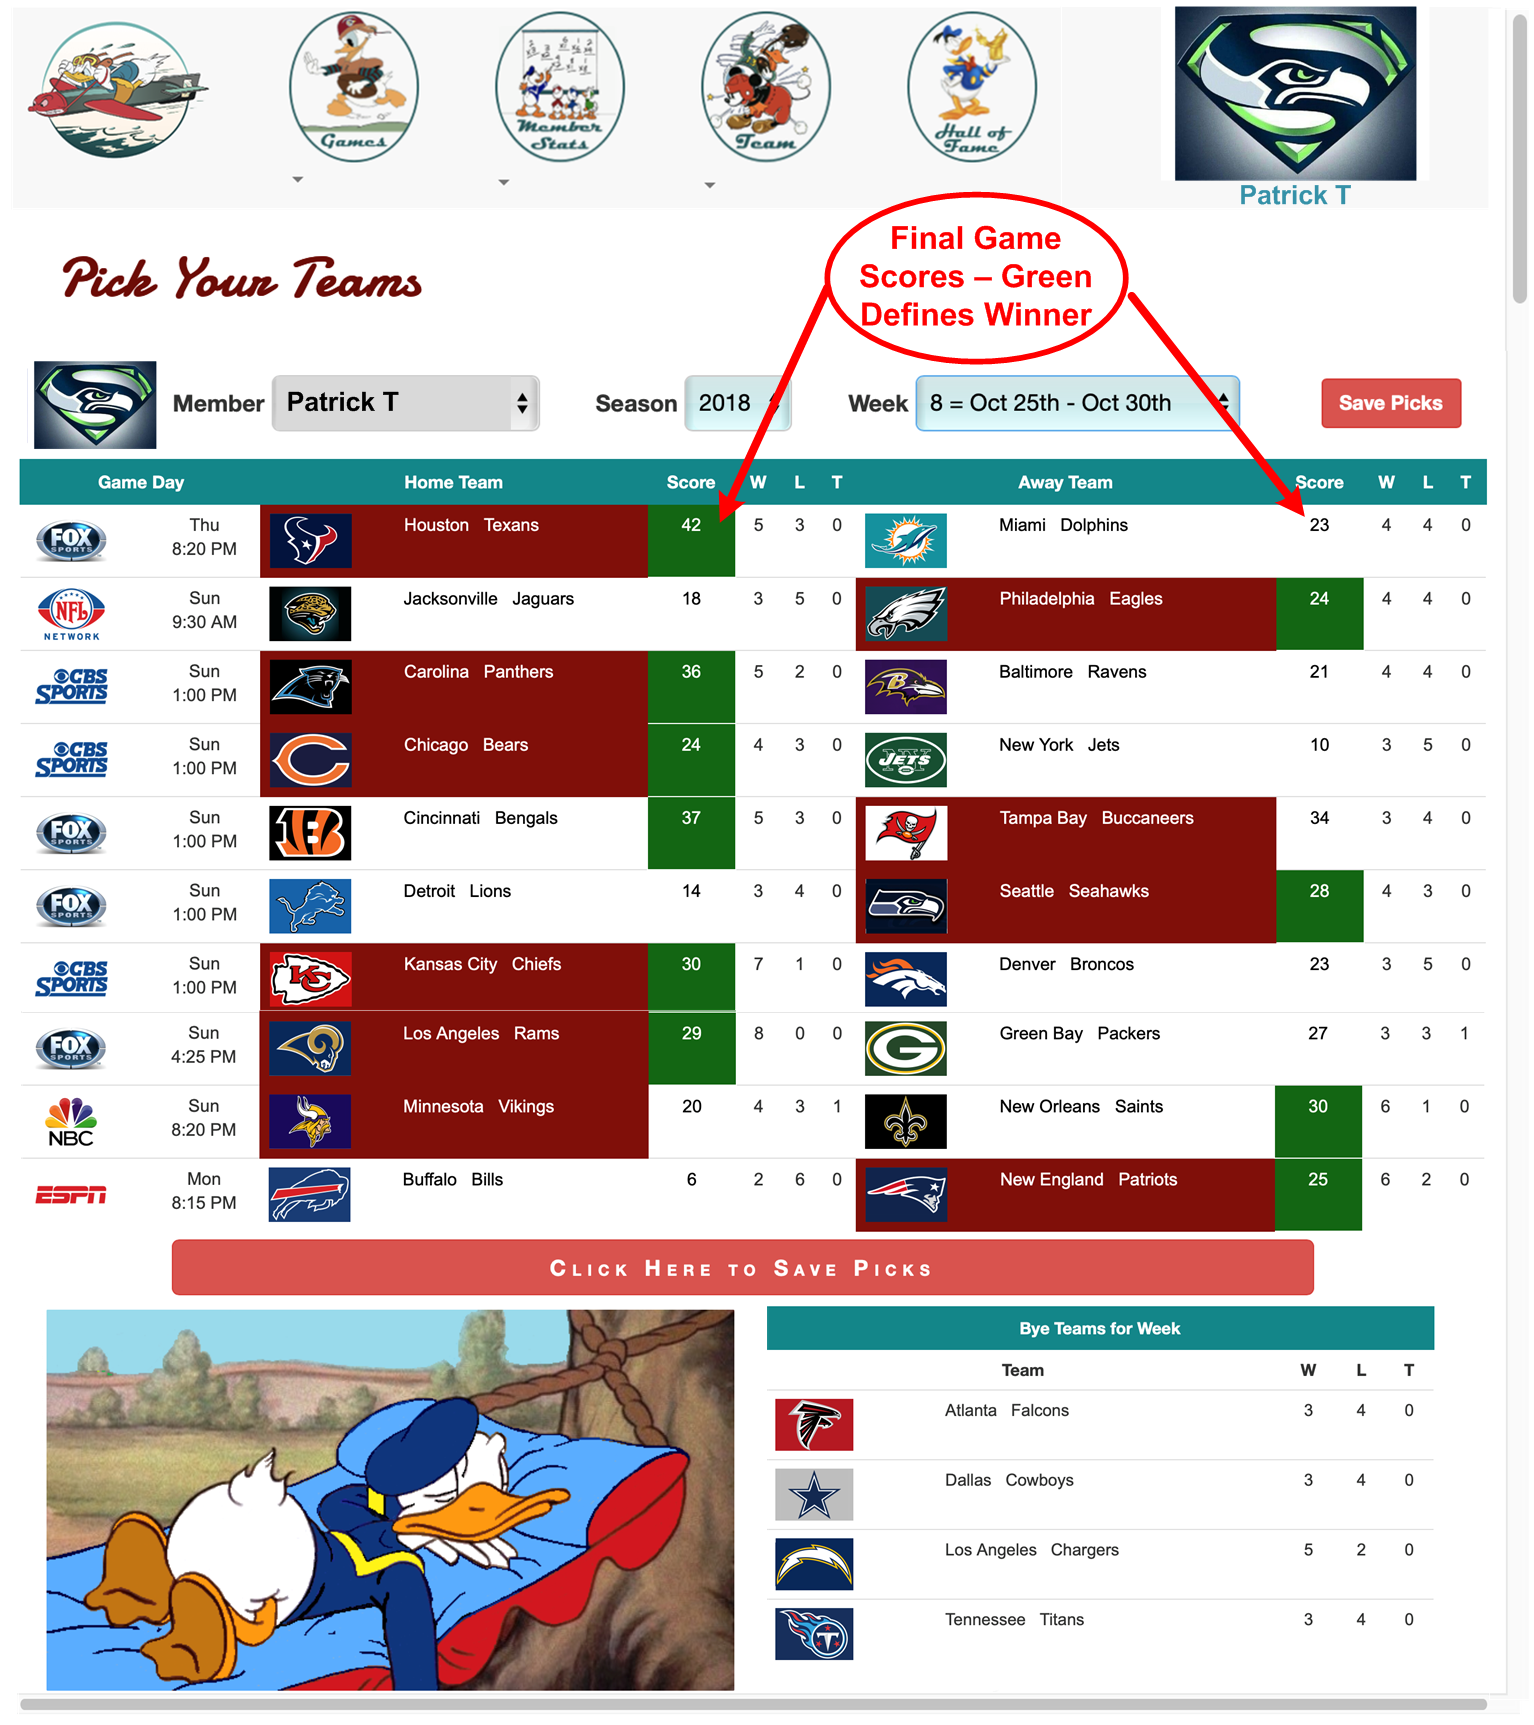 Games
Member
Stats
Team
Hall of
Fame
Patrick T
Final Game
Scores – Green
Defines Winner
Pick Your Teams
Member Patrick T Season 2018 Week 8 = Oct 25th - Oct 30th Save Picks
Game Day Home Team Score W L T Away Team Score W L T
FOX SPORTS Thu 8:20 PM Houston Texans 42 5 3 0 Miami Dolphins 23 4 4 0
NFL NETWORK Sun 9:30 AM Jacksonville Jaguars 18 3 5 0 Philadelphia Eagles 24 4 4 0
CBS SPORTS Sun 1:00 PM Carolina Panthers 36 5 2 0 B Baltimore Ravens 21 4 4 0
CBS SPORTS Sun 1:00 PM Chicago Bears 24 4 3 0 NY JETS New York Jets 10 3 5 0
FOX SPORTS Sun 1:00 PM B Cincinnati Bengals 37 5 3 0 Tampa Bay Buccaneers 34 3 4 0
FOX SPORTS Sun 1:00 PM Detroit Lions 14 3 4 0 Seattle Seahawks 28 4 3 0
CBS SPORTS Sun 1:00 PM KC Kansas City Chiefs 30 7 1 0 Denver Broncos 23 3 5 0
FOX SPORTS Sun 4:25 PM Los Angeles Rams 29 8 0 0 G Green Bay Packers 27 3 3 1
NBC Sun 8:20 PM Minnesota Vikings 20 4 3 1 New Orleans Saints 30 6 1 0
ESPN Mon 8:15 PM Buffalo Bills 6 2 6 0 New England Patriots 25 6 2 0
Click Here to Save Picks
Bye Teams for Week
Team W L T
Atlanta Falcons 3 4 0
Dallas Cowboys 3 4 0
Los Angeles Chargers 5 2 0
T Tennessee Titans 3 4 0